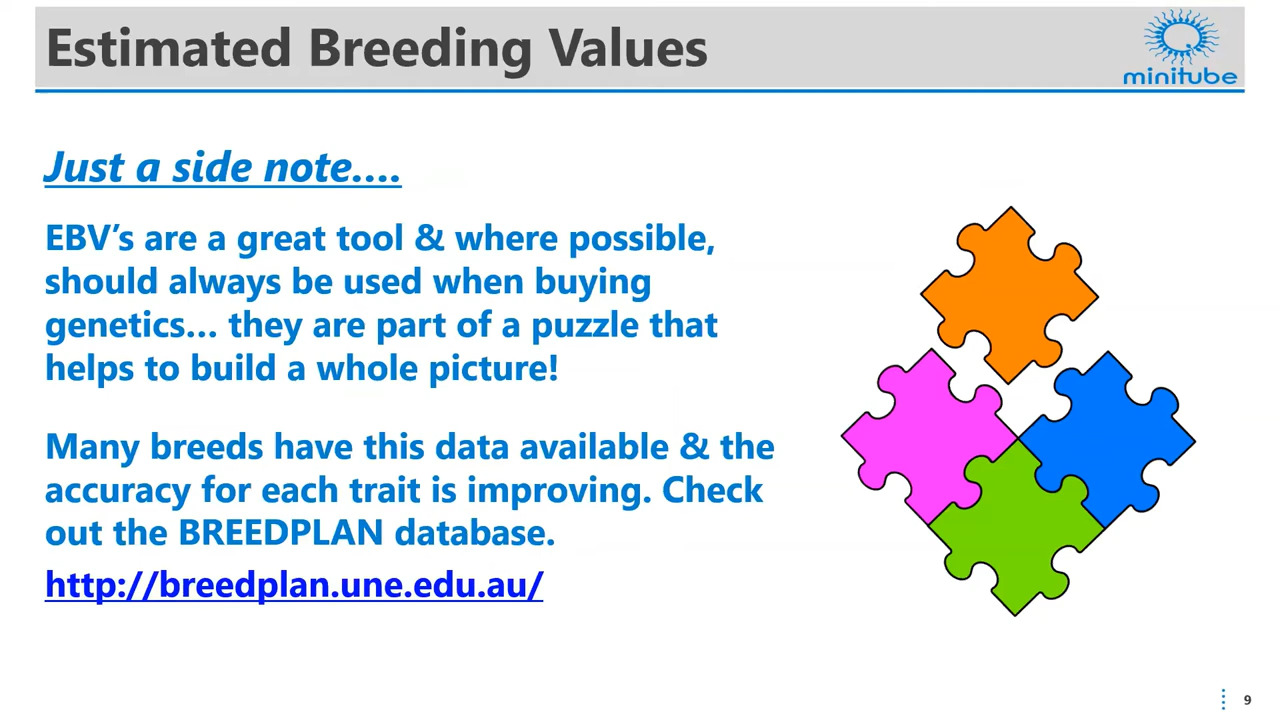 Estimated Breeding Values
minitube
Just a side note....
EBV’s are a great tool & where possible,
should always be used when buying
genetics... they are part of a puzzle that
helps to build a whole picture!
Many breeds have this data available & the
accuracy for each trait is improving. Check
out the BREEDPLAN database.
http://breedplan.une.edu.au/
9